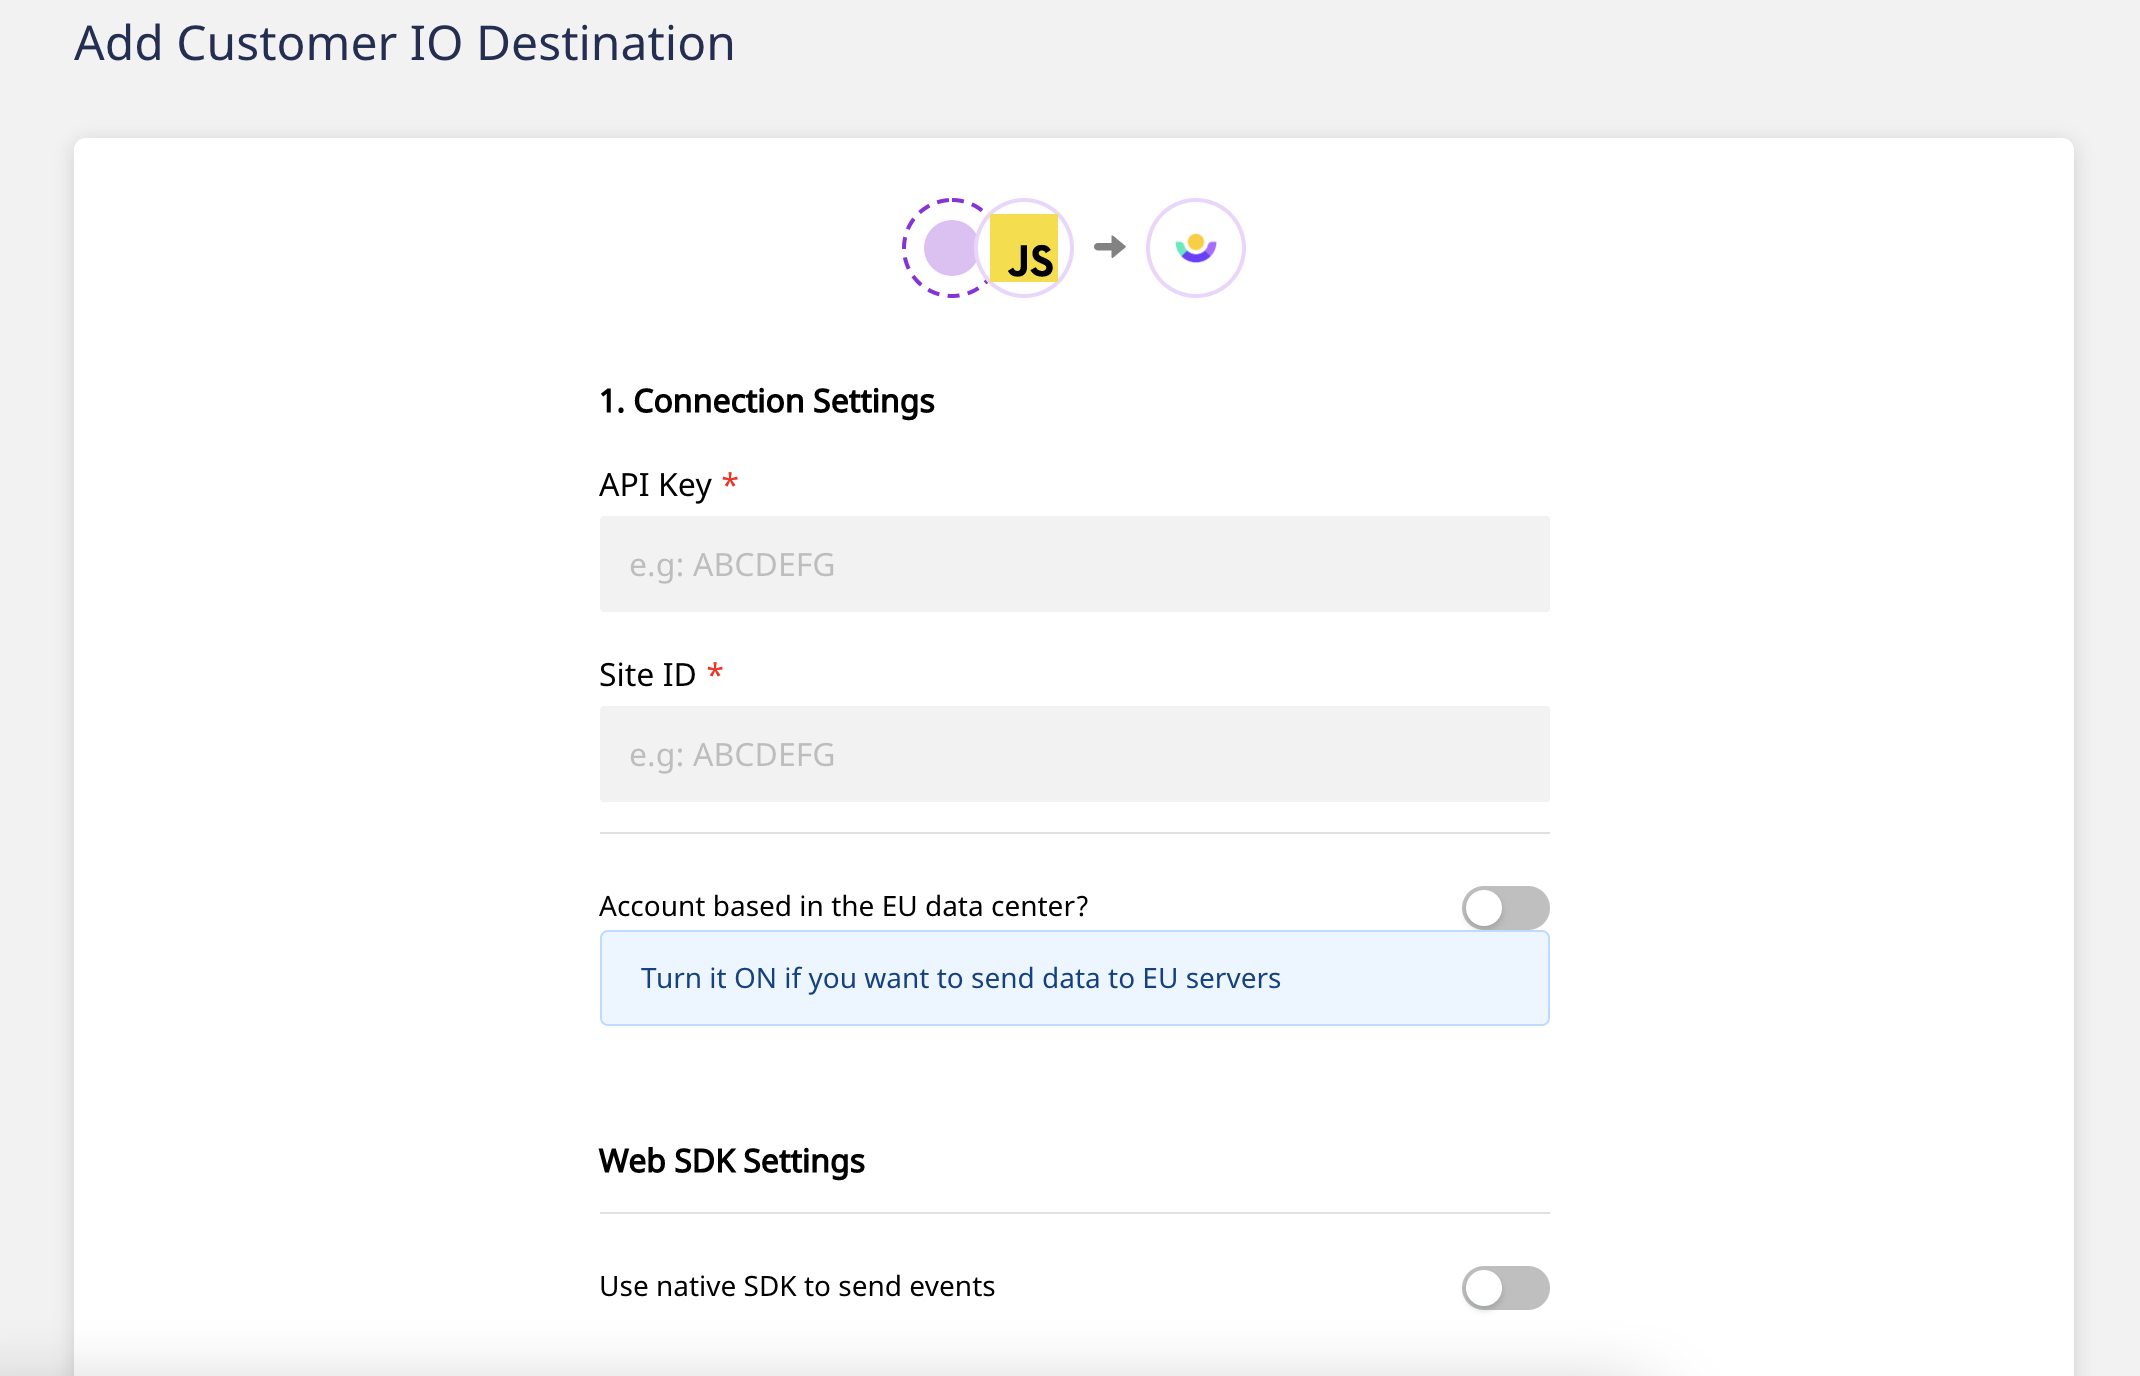 Add Customer IO Destination
JS
1. Connection Settings
API Key *
e.g: ABCDEFG
Site ID *
e.g: ABCDEFG
Account based in the EU data center?
Turn it ON if you want to send data to EU servers
Web SDK Settings
Use native SDK to send events